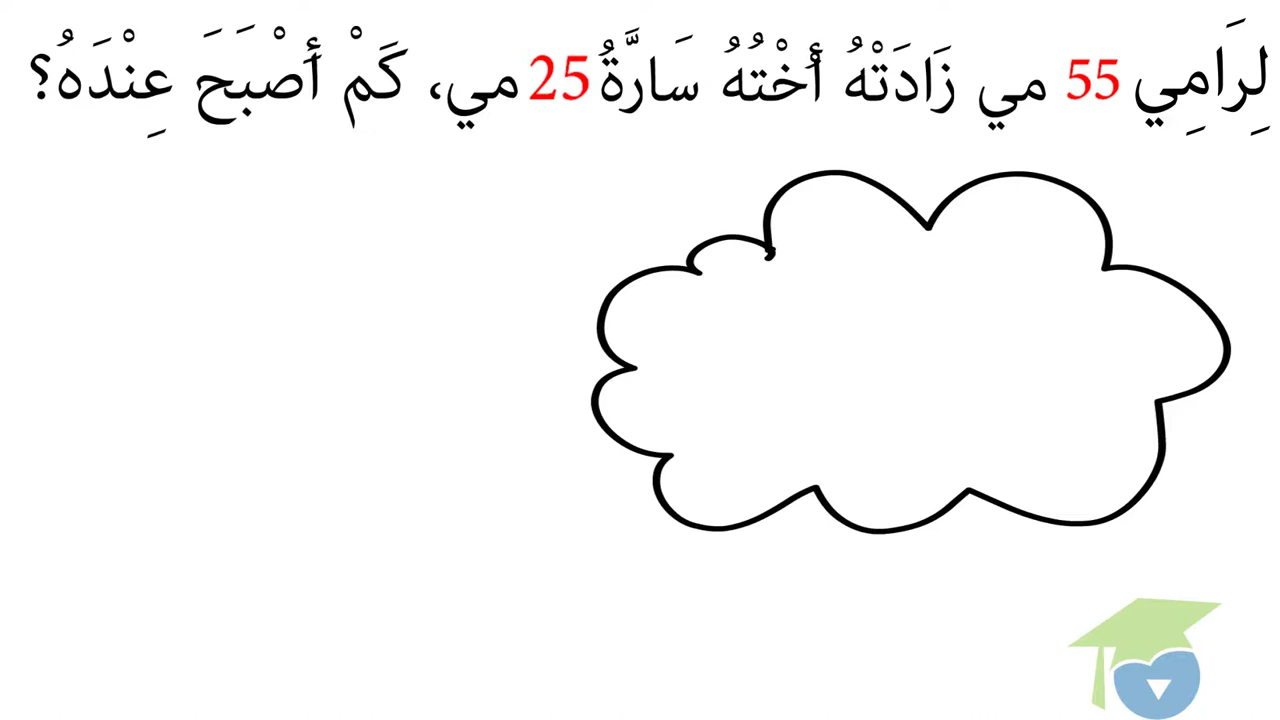 لِرَامِي 55 مي زَادَتْهُ أُخْتُهُ سَارَّةُ 25 مي، كَمْ أَصْبَحَ عِنْدَهُ؟